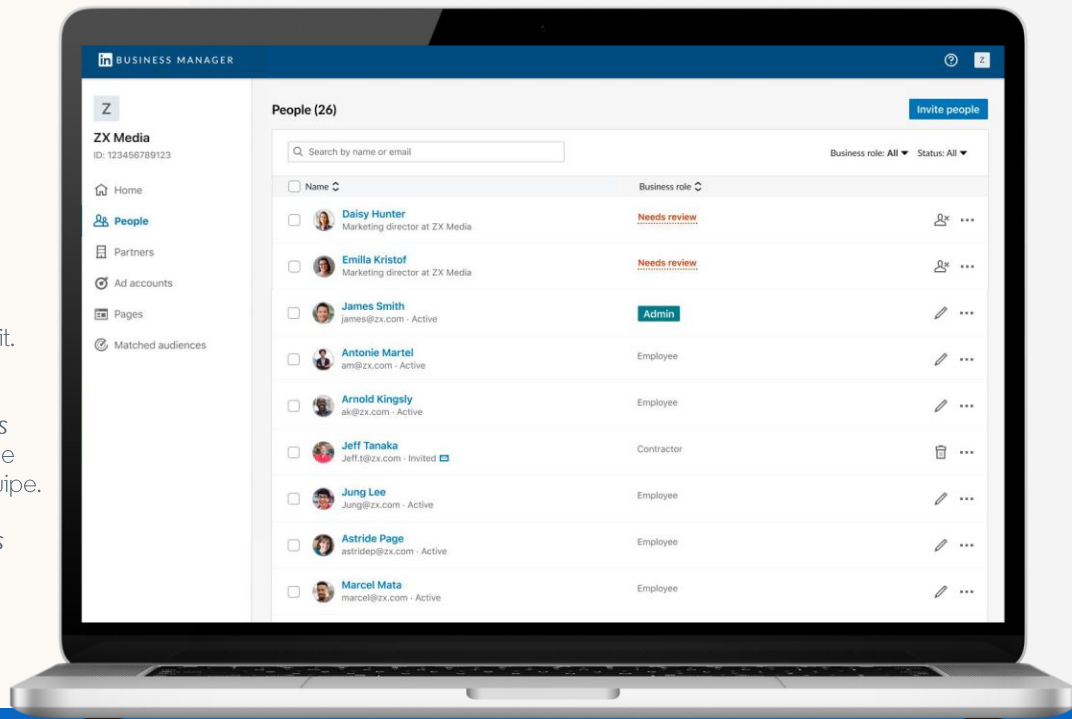 it.
s
e
uipe.
s
in BUSINESS MANAGER
Z
Z
ZX Media
ID: 123456789123
Home
People
Partners
Ad accounts
Pages
Matched audiences
People (26)
Invite people
Search by name or email
Business role: All Status: All
Name Business role
Daisy Hunter
Marketing director at ZX Media
Needs review
Emilla Kristof
Marketing director at ZX Media
Needs review
James Smith
james@zx.com · Active
Admin
Antonie Martel
am@zx.com · Active
Employee
Arnold Kingsly
ak@zx.com · Active
Employee
Jeff Tanaka
Jeff.t@zx.com · Invited
Contractor
Jung Lee
Jung@zx.com · Active
Employee
Astride Page
astridep@zx.com · Active
Employee
Marcel Mata
marcel@zx.com · Active
Employee